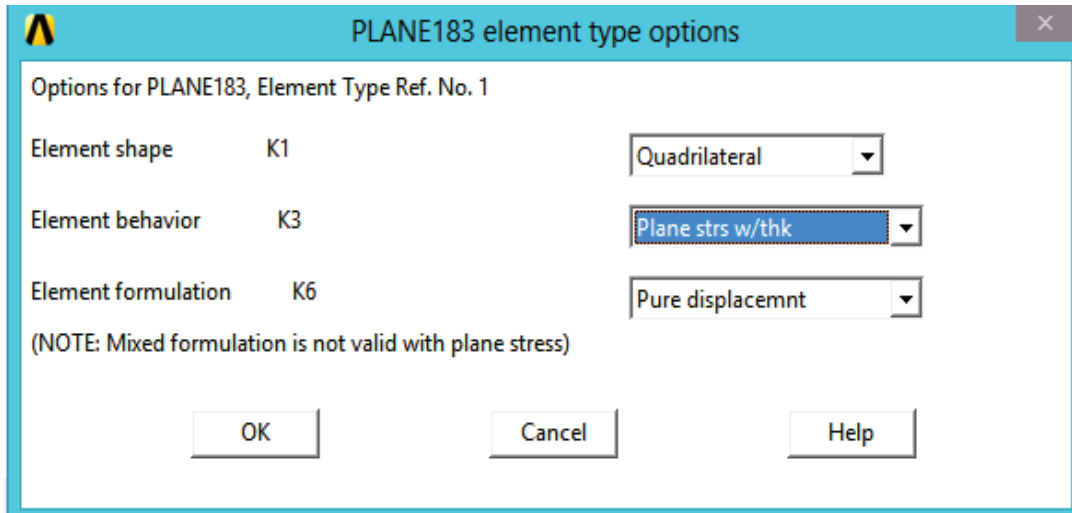 PLANE183 element type options
Options for PLANE183, Element Type Ref. No. 1
Element shape K1 Quadrilateral
Element behavior K3 Plane strs w/thk
Element formulation K6 Pure displacemnt
(NOTE: Mixed formulation is not valid with plane stress)
OK Cancel Help